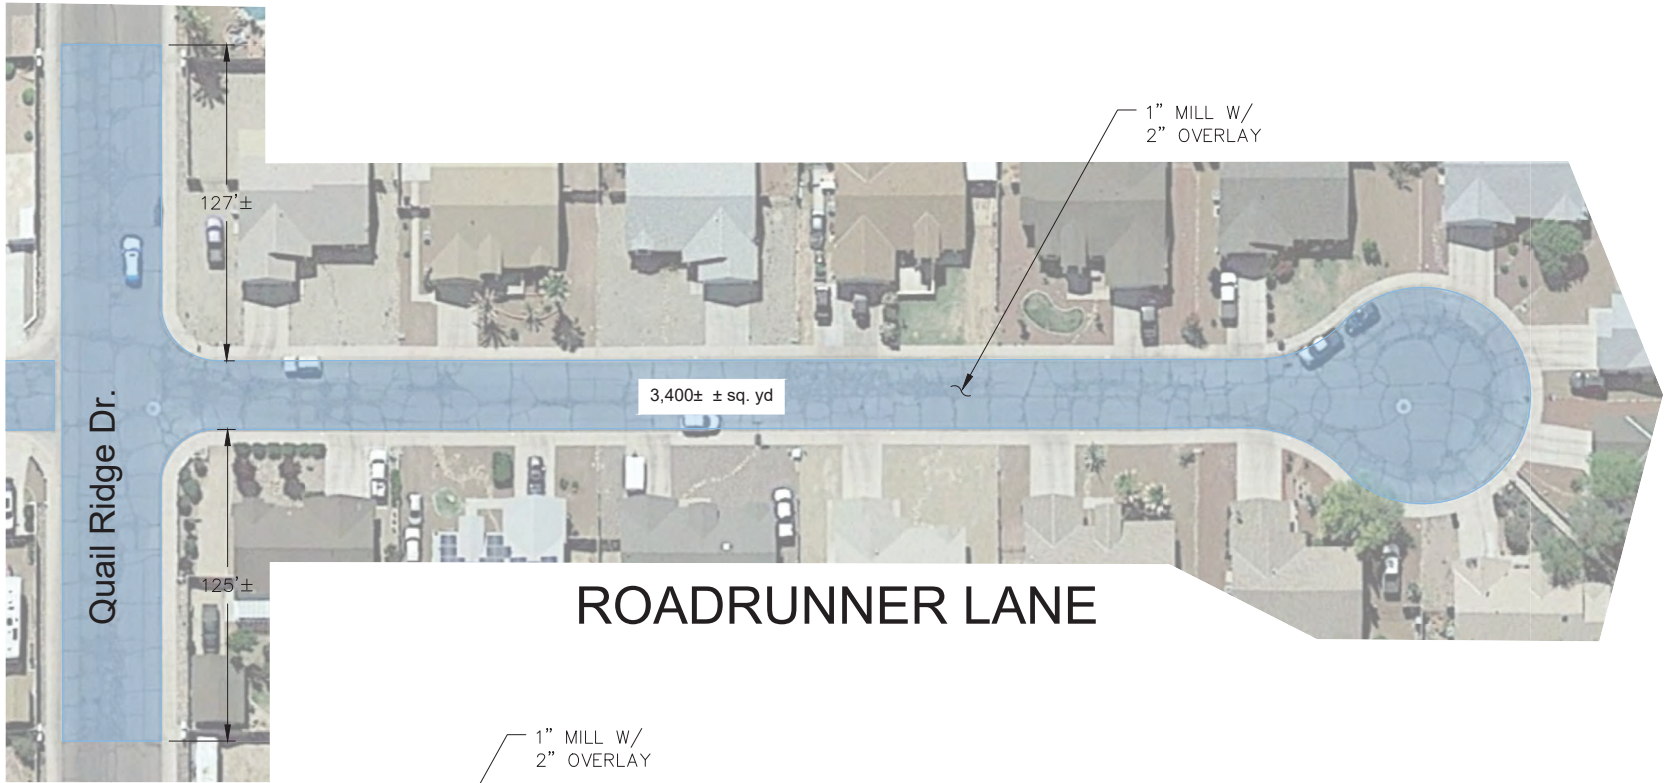 1” MILL W/
2” OVERLAY
127'±
3,400± ± sq. yd
Quail Ridge Dr.
125'±
ROADRUNNER LANE
1” MILL W/
2” OVERLAY